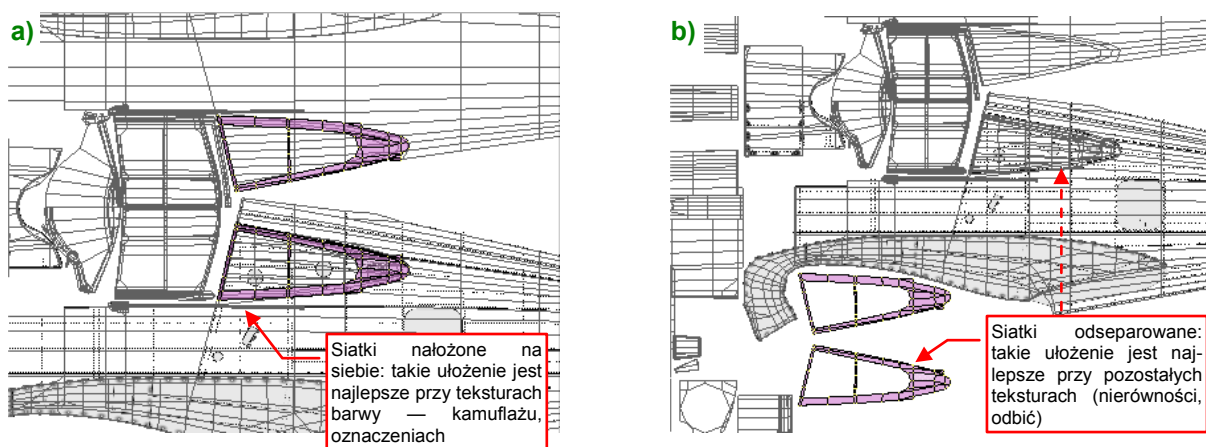 a)
Siatki nałożone na
siebie: takie ułożenie jest
najlepsze przy teksturach
barwy — kamuflażu,
oznaczeniach
b)
Siatki odseparowane:
takie ułożenie jest naj-
lepsze przy pozostałych
teksturach (nierówności,
odbić)